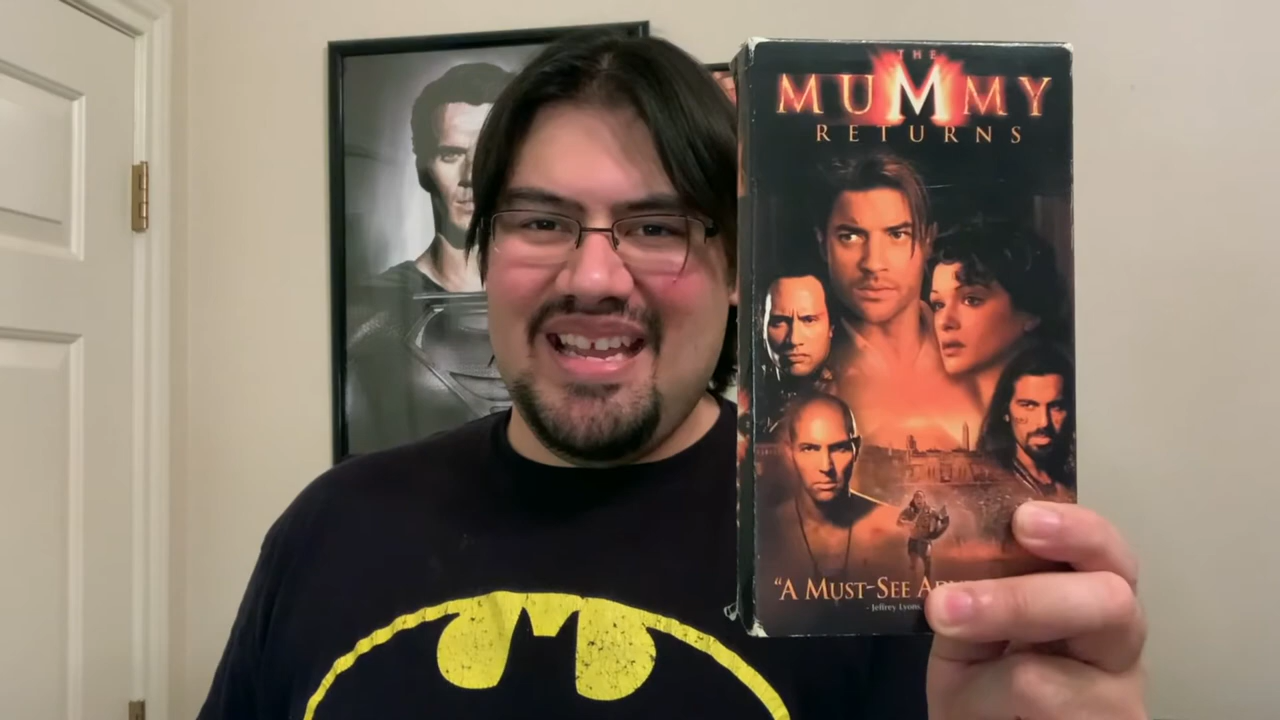 THE
MUMMY
RETURNS
"A MUST-SEE
- Jeffrey Lyons,